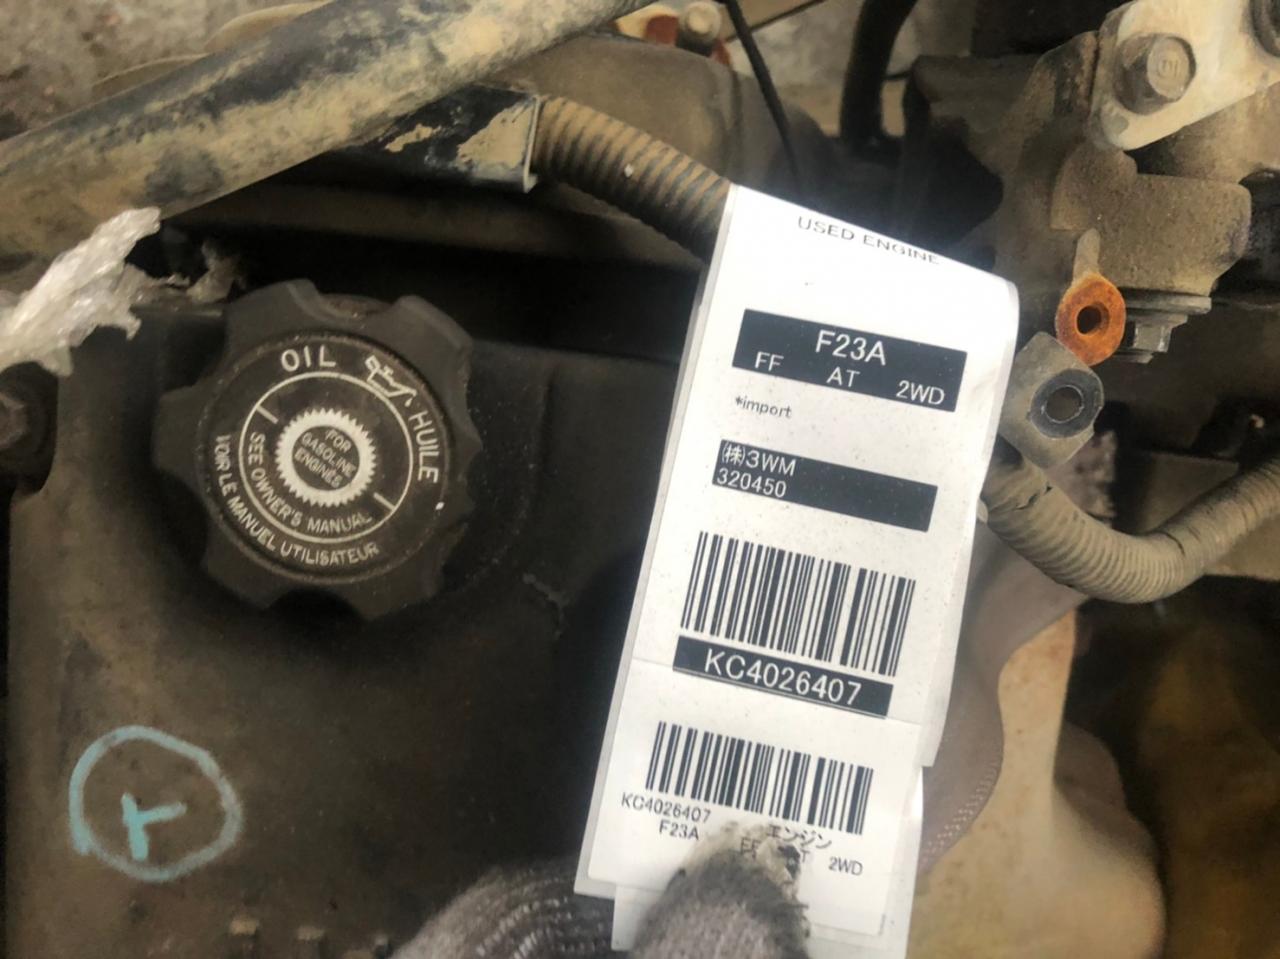 OIL
HUILE
FOR
GASOLINE
ENGINES
SEE OWNER'S MANUAL
VOIR LE MANUEL UTILISATEUR
USED ENGINE
F23A
FF AT 2WD
*import
㈱3WM
320450
KC4026407
KC4026407 エンジン
F23A FF 2WD